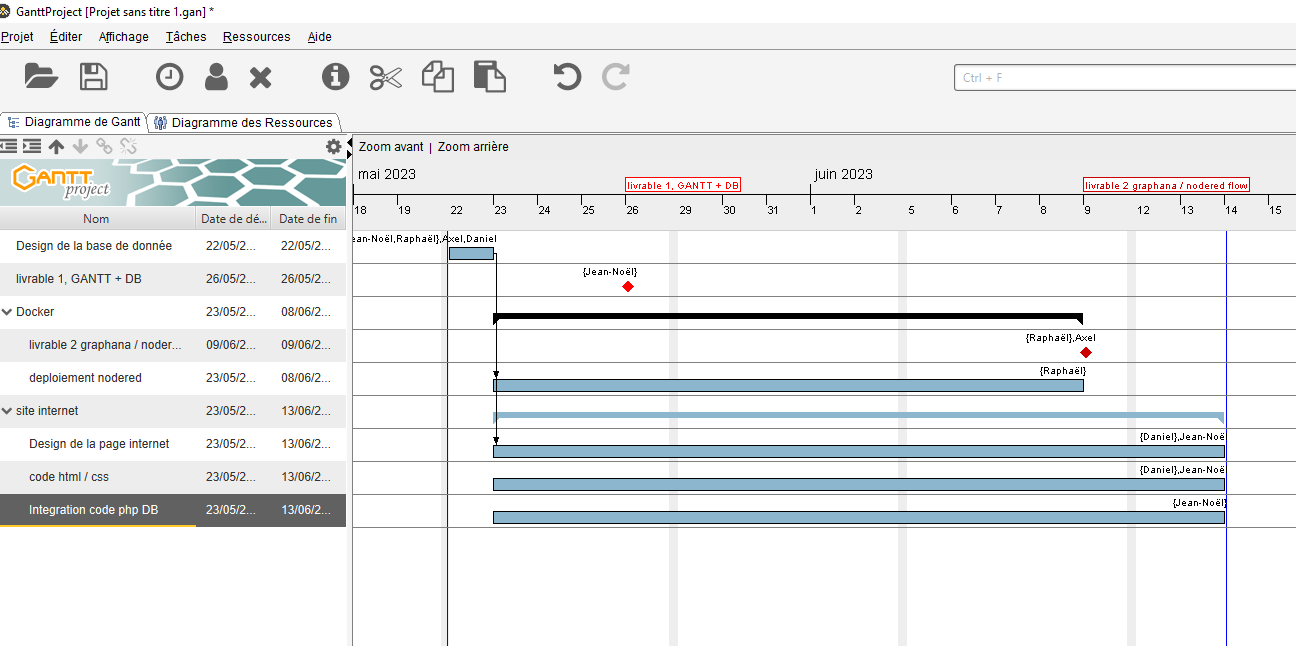 GanttProject [Projet sans titre 1.gan] *
Projet Éditer Affichage Tâches Ressources Aide
Ctrl + F
Diagramme de Gantt Diagramme des Ressources
Zoom avant | Zoom arrière
GANTT project
mai 2023 juin 2023
livrable 1, GANTT + DB livrable 2 graphana / nodered flow
18 19 22 23 24 25 26 29 30 31 1 2 5 6 7 8 9 12 13 14 15
Nom Date de dé... Date de fin
Design de la base de donnée 22/05/2... 22/05/2... ean-Noël,Raphaël},Axel,Daniel
livrable 1, GANTT + DB 26/05/2... 26/05/2... {Jean-Noël}
Docker 23/05/2... 08/06/2...
livrable 2 graphana / noder... 09/06/2... 09/06/2... {Raphaël},Axel
deploiement nodered 23/05/2... 08/06/2... {Raphaël}
site internet 23/05/2... 13/06/2...
Design de la page internet 23/05/2... 13/06/2... {Daniel},Jean-Noë
code html / css 23/05/2... 13/06/2... {Daniel},Jean-Noë
Integration code php DB 23/05/2... 13/06/2... {Jean-Noël}